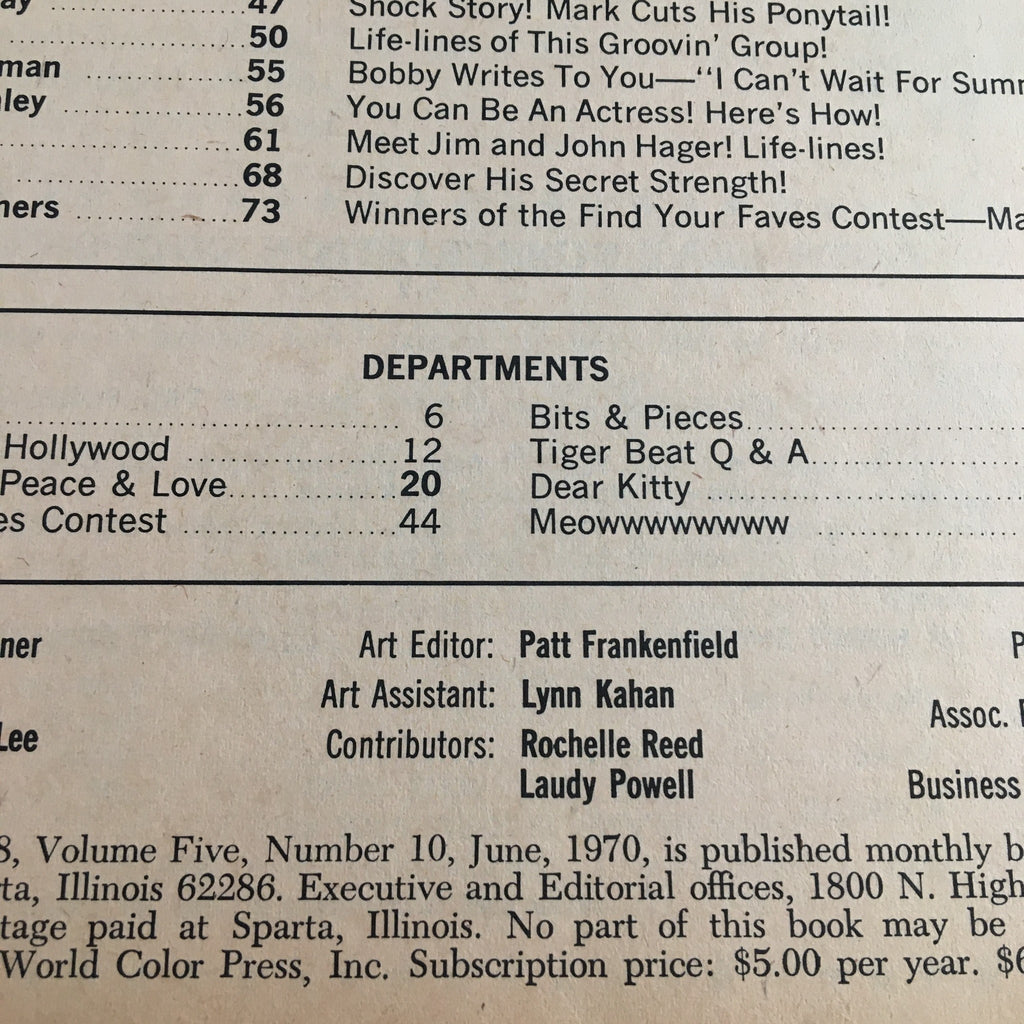 47 Shock Story! Mark Cuts His Ponytail!
50 Life-lines of This Groovin' Group!
man 55 Bobby Writes To You—"I Can't Wait For Summ
ley 56 You Can Be An Actress! Here's How!
61 Meet Jim and John Hager! Life-lines!
68 Discover His Secret Strength!
ners 73 Winners of the Find Your Faves Contest—Ma
DEPARTMENTS
6 Bits & Pieces
Hollywood 12 Tiger Beat Q & A
Peace & Love 20 Dear Kitty
es Contest 44 Meowwwwwwwww
ner Art Editor: Patt Frankenfield P
Art Assistant: Lynn Kahan
Lee Contributors: Rochelle Reed Assoc.
Laudy Powell Business
8, Volume Five, Number 10, June, 1970, is published monthly b
ta, Illinois 62286. Executive and Editorial offices, 1800 N. High
tage paid at Sparta, Illinois. No part of this book may be
World Color Press, Inc. Subscription price: $5.00 per year. $6